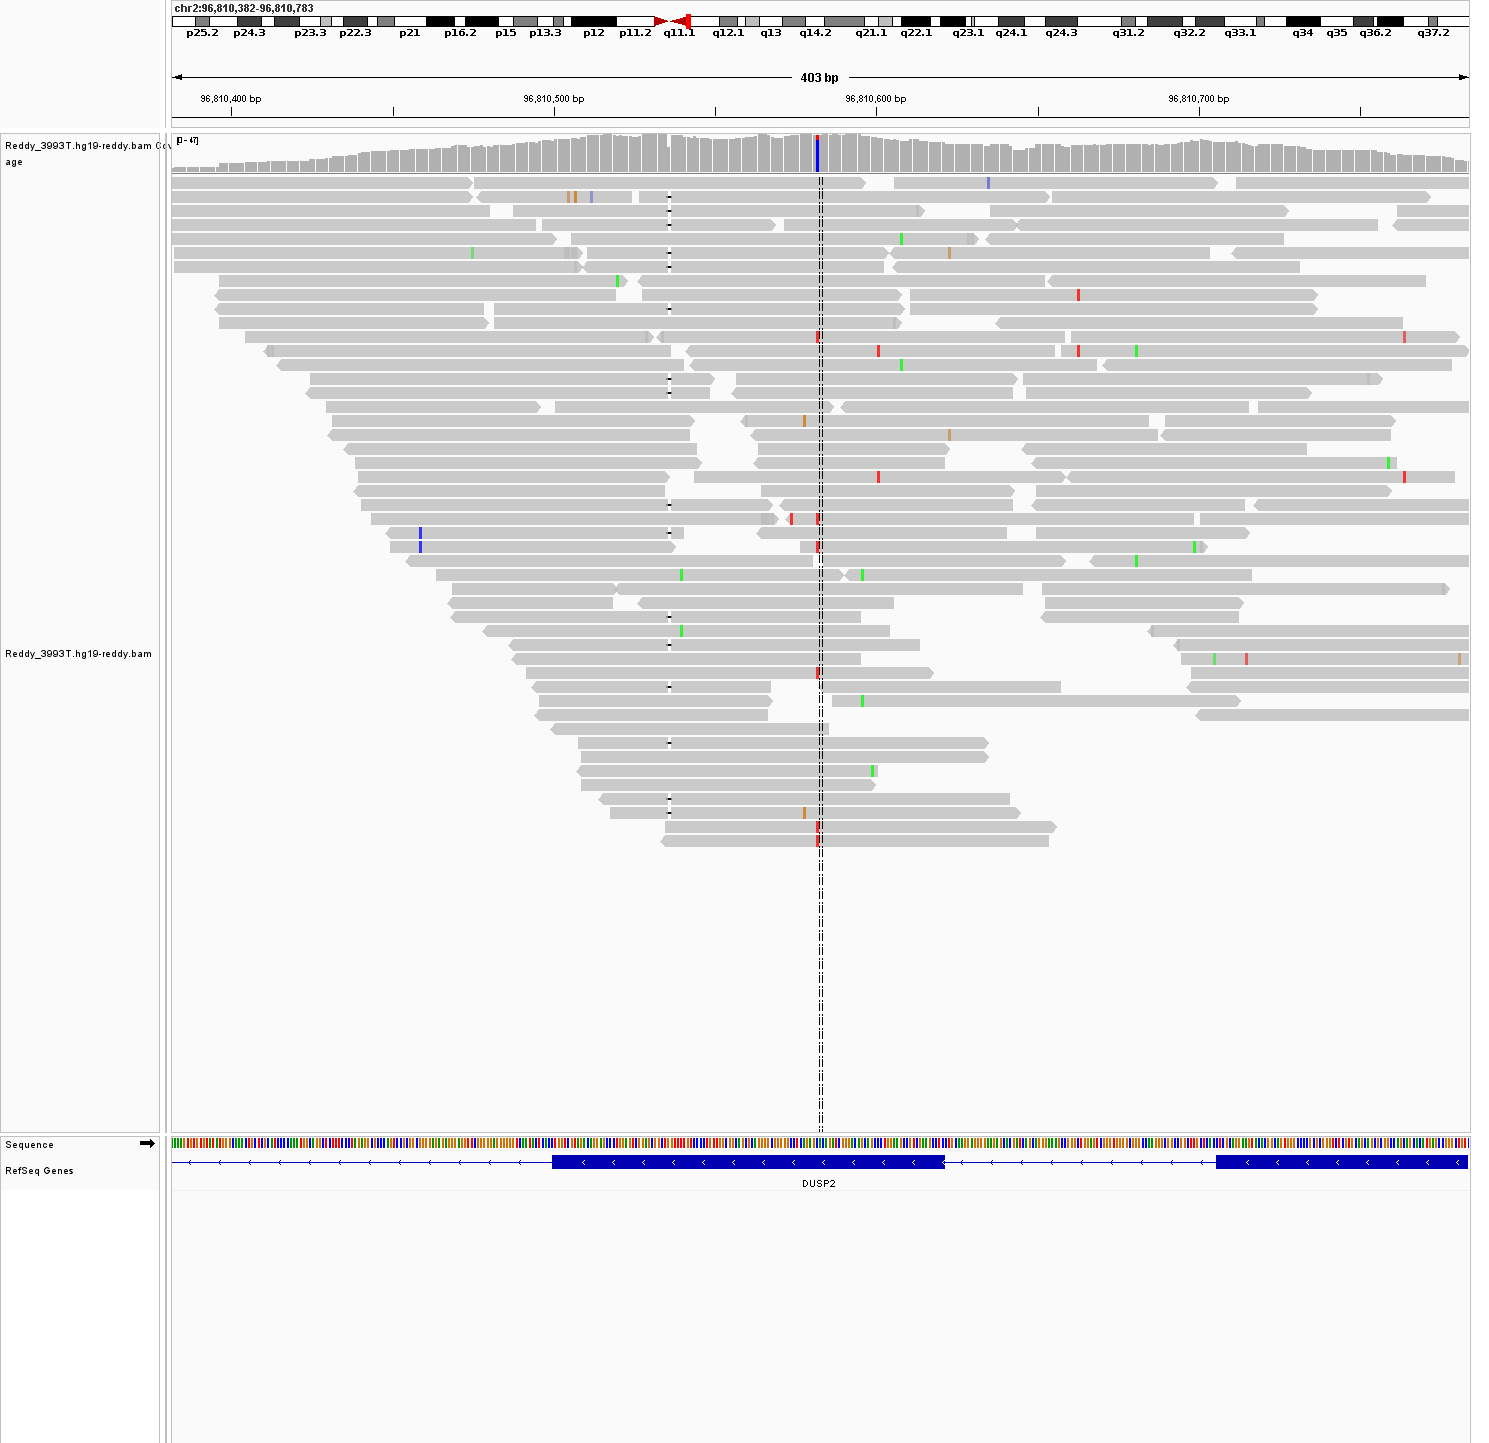 chr2:96,810,382-96,810,783
p25.2 p24.3 p23.3 p22.3 p21 p16.2 p15 p13.3 p12 p11.2 q11.1 q12.1 q13 q14.2 q21.1 q22.1 q23.1 q24.1 q24.3 q31.2 q32.2 q33.1 q34 q35 q36.2 q37.2
403 bp
96,810,400 bp 96,810,500 bp 96,810,600 bp 96,810,700 bp
[0 - 47]
Reddy_3993T.hg19-reddy.bam Cov
age
Reddy_3993T.hg19-reddy.bam
Sequence
RefSeq Genes
DUSP2